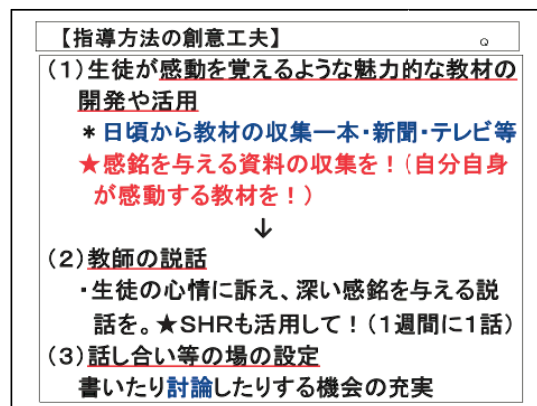 【指導方法の創意工夫】
(1)生徒が感動を覚えるような魅力的な教材の
開発や活用
*日頃から教材の収集ー本・新聞・テレビ等
★感銘を与える資料の収集を!(自分自身
が感動する教材を!)
↓
(2)教師の説話
・生徒の心情に訴え、深い感銘を与える説
話を。★SHRも活用して!(1週間に1話)
(3)話し合い等の場の設定
書いたり討論したりする機会の充実